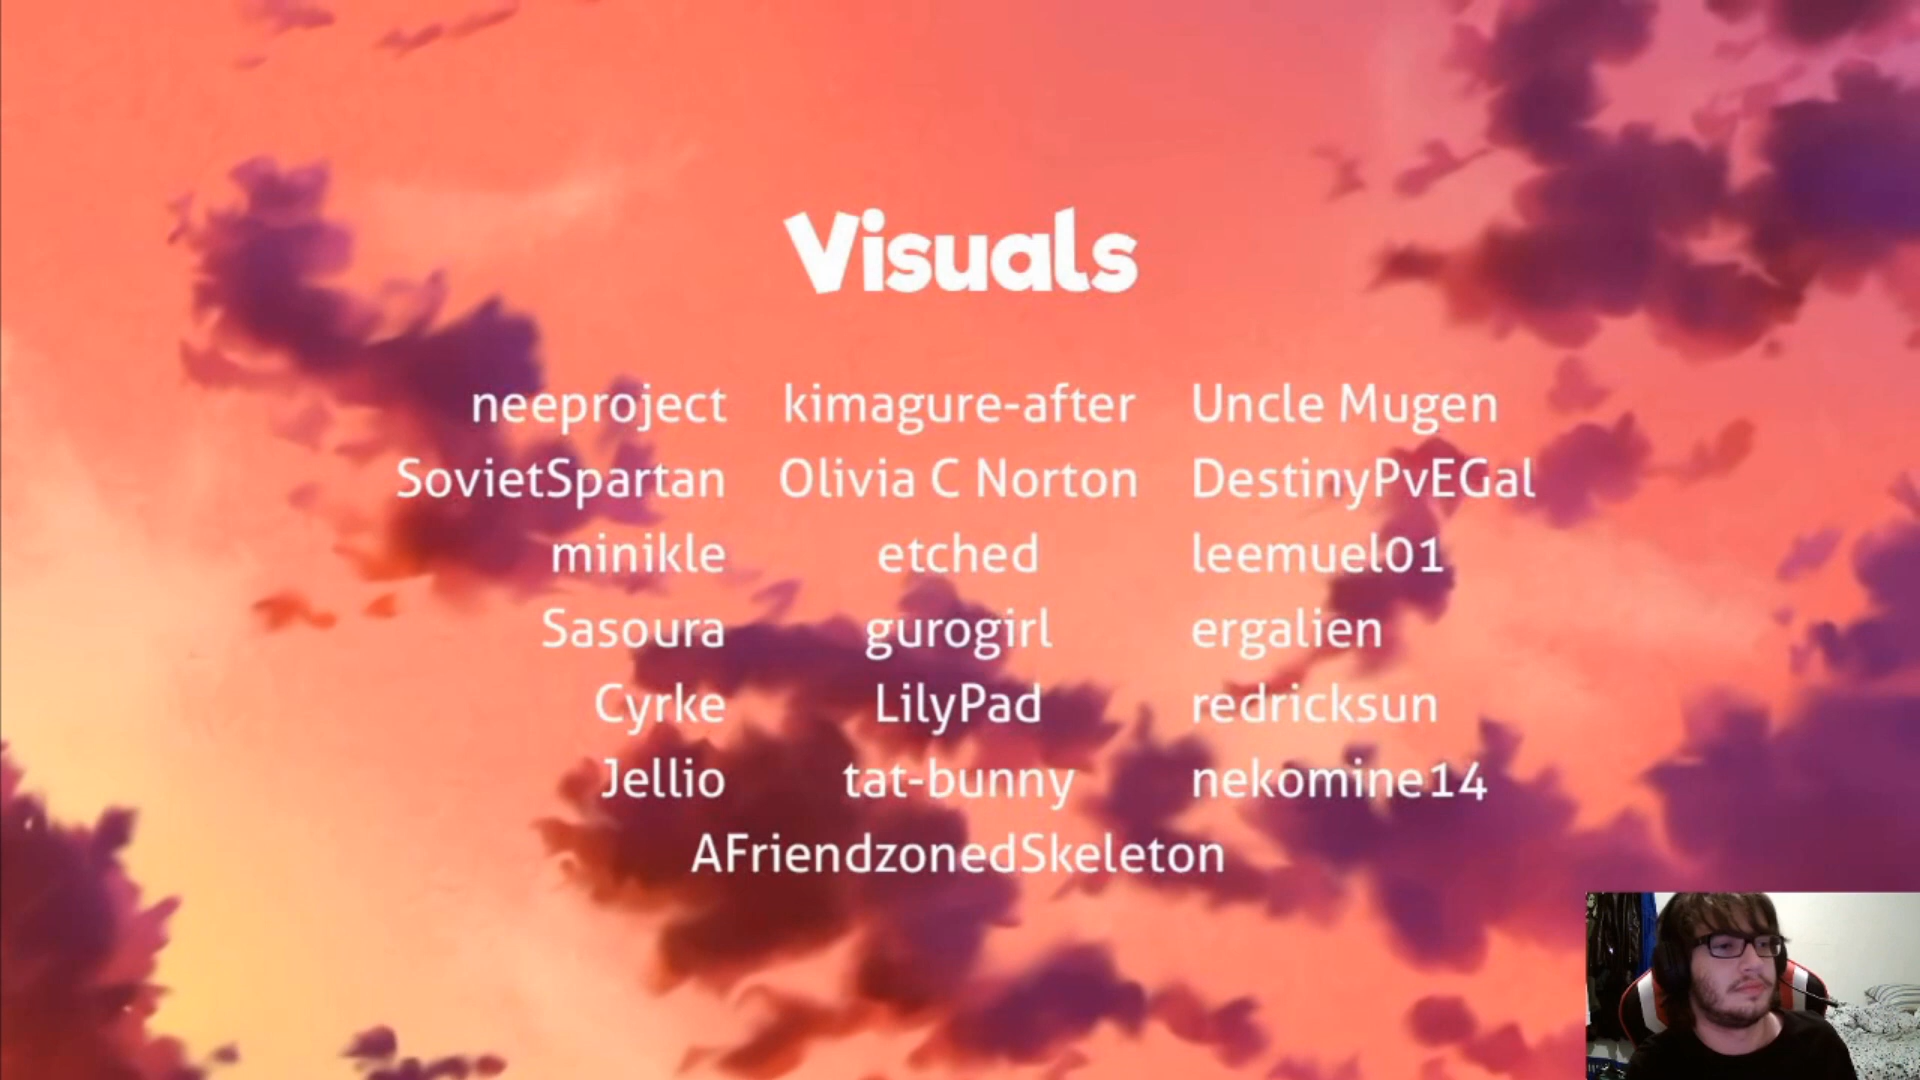 Visuals
neeproject kimagure-after Uncle Mugen
SovietSpartan Olivia C Norton DestinyPvEGal
minikle etched leemuel01
Sasoura gurogirl ergalien
Cyrke LilyPad redricksun
Jellio tat-bunny nekomine14
AFriendzonedSkeleton